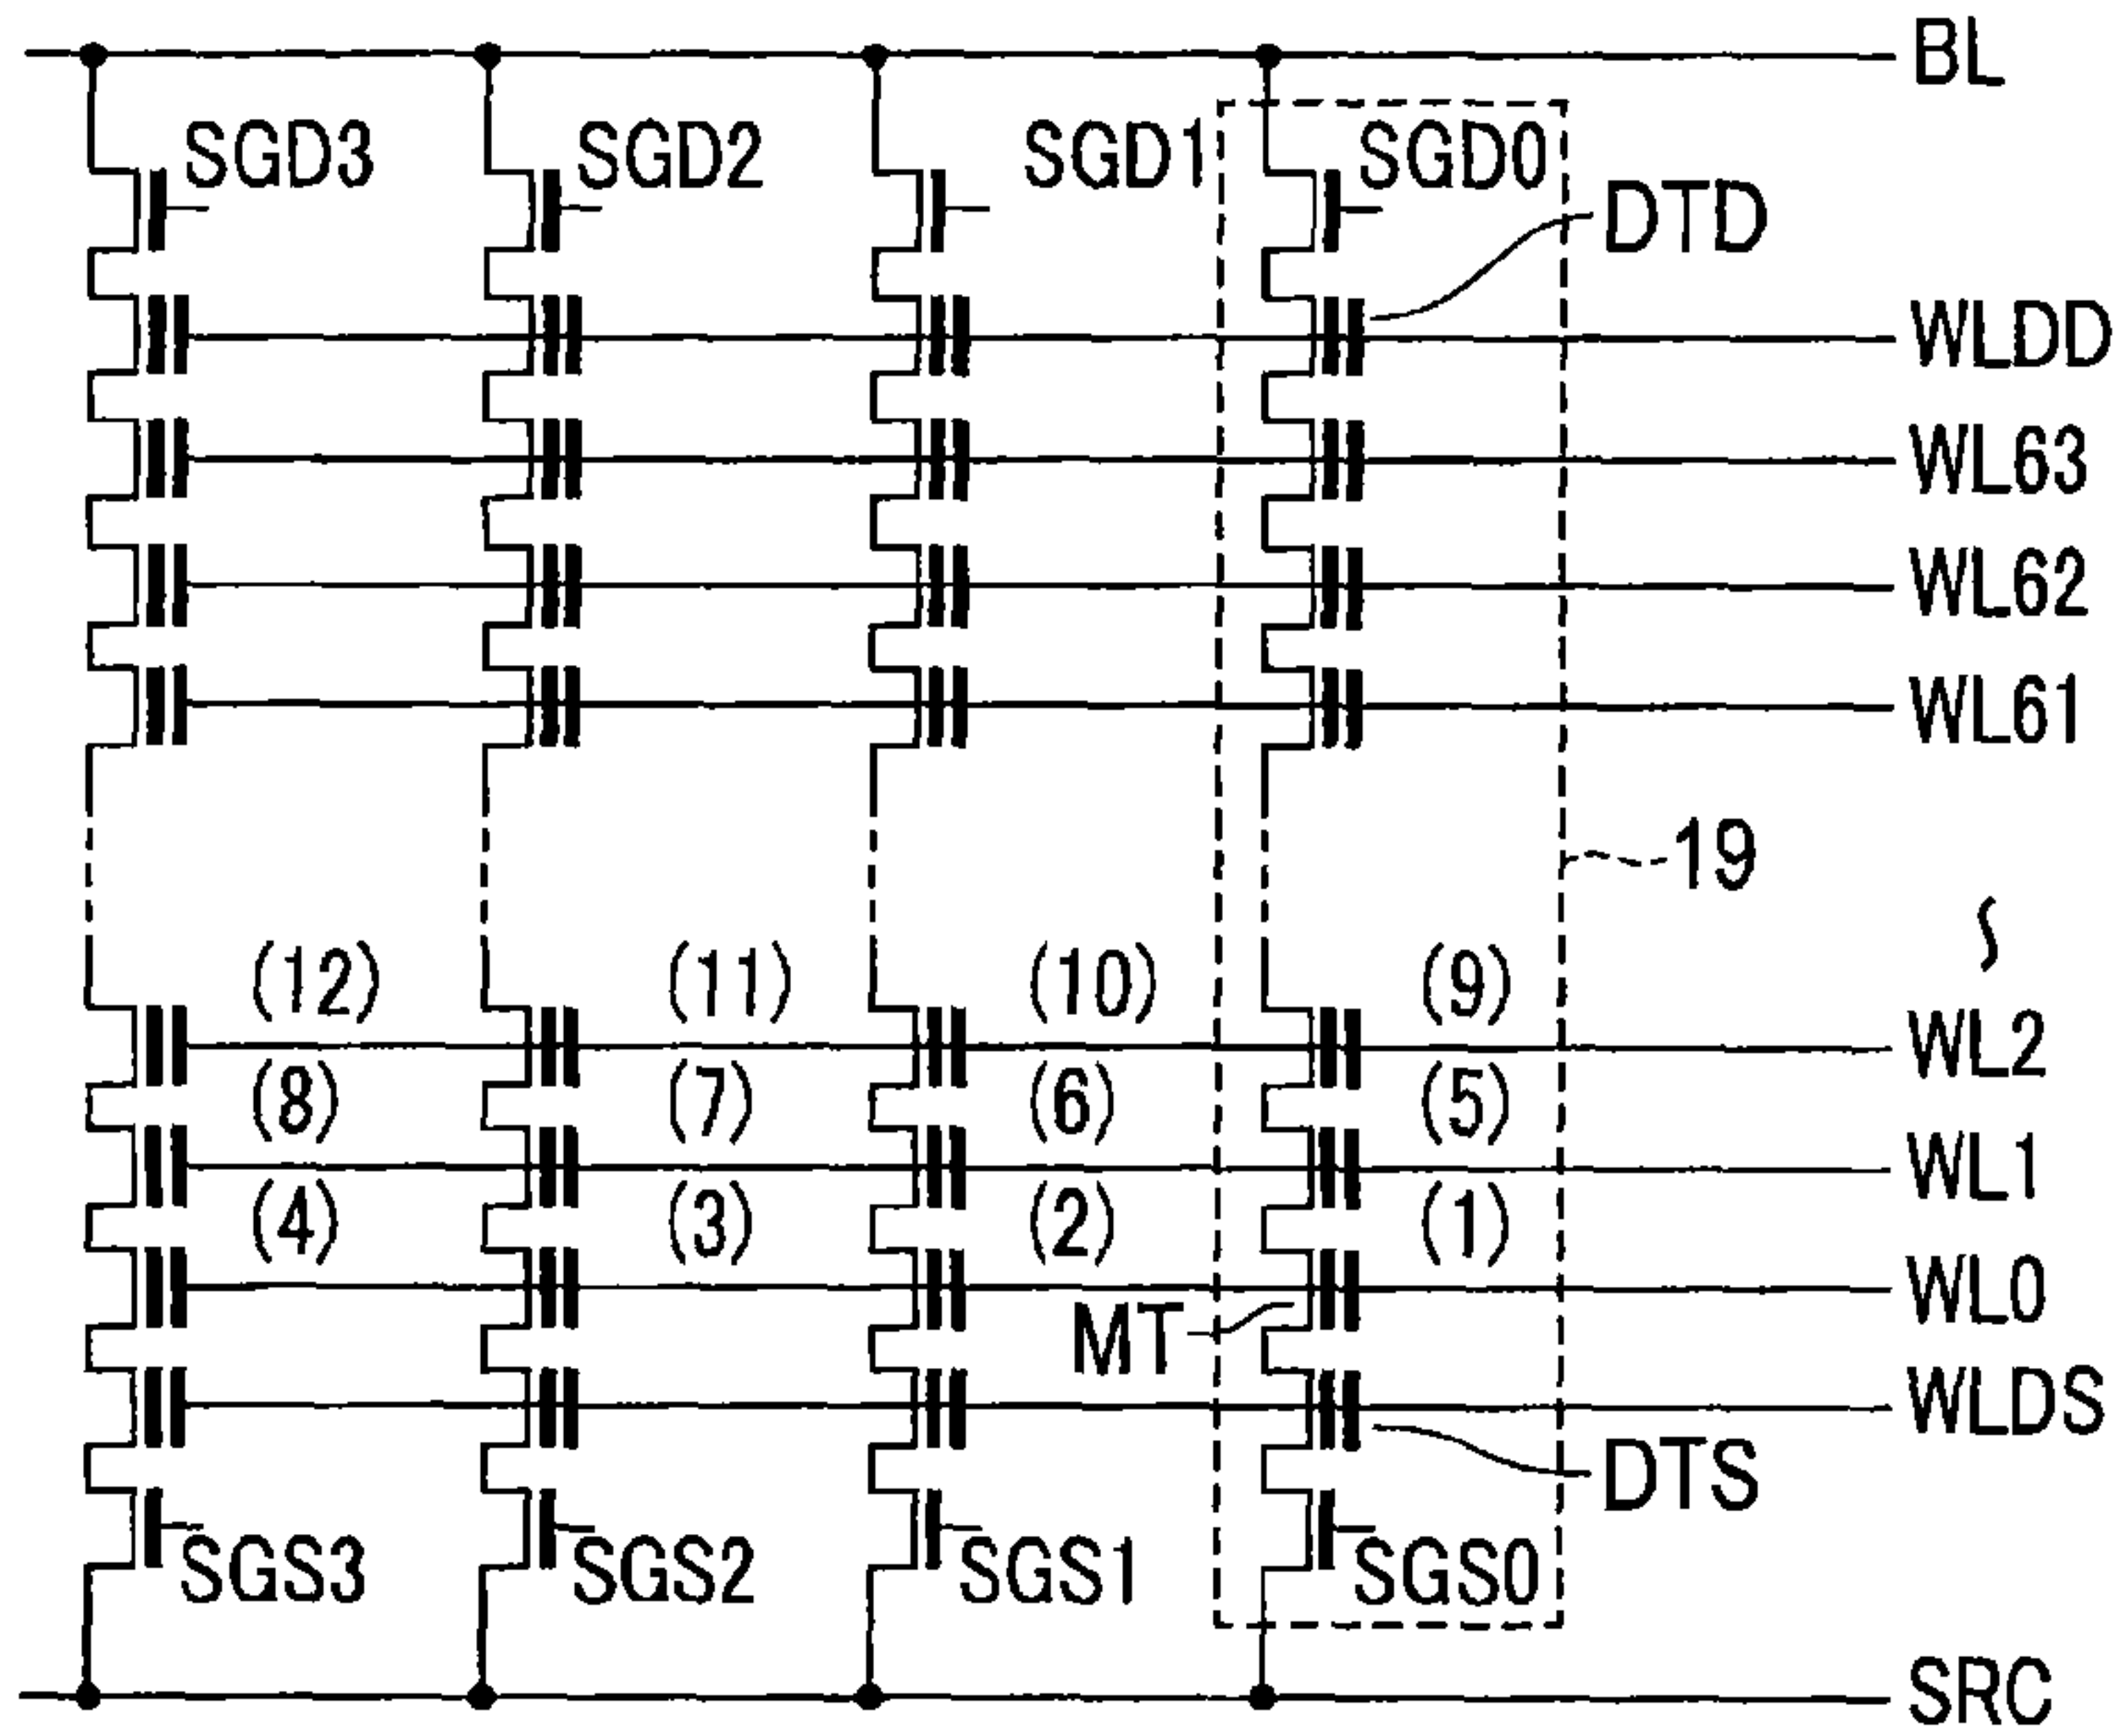 BL
SGD3 SGD2 SGD1 SGD0
DTD
WLDD
WL63
WL62
WL61
19
(12) (11) (10) (9)
WL2
(8) (7) (6) (5)
WL1
(4) (3) (2) (1)
WL0
MT
WLDS
DTS
SGS3 SGS2 SGS1 SGS0
SRC